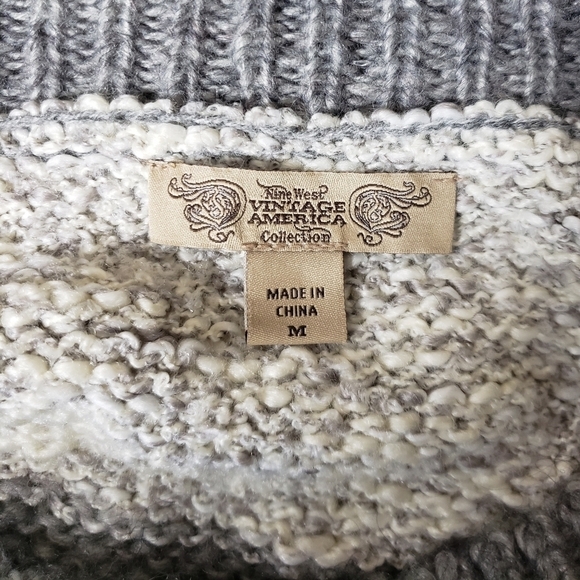 Nine West
VINTAGE
AMERICA
Collection
MADE IN
CHINA
M